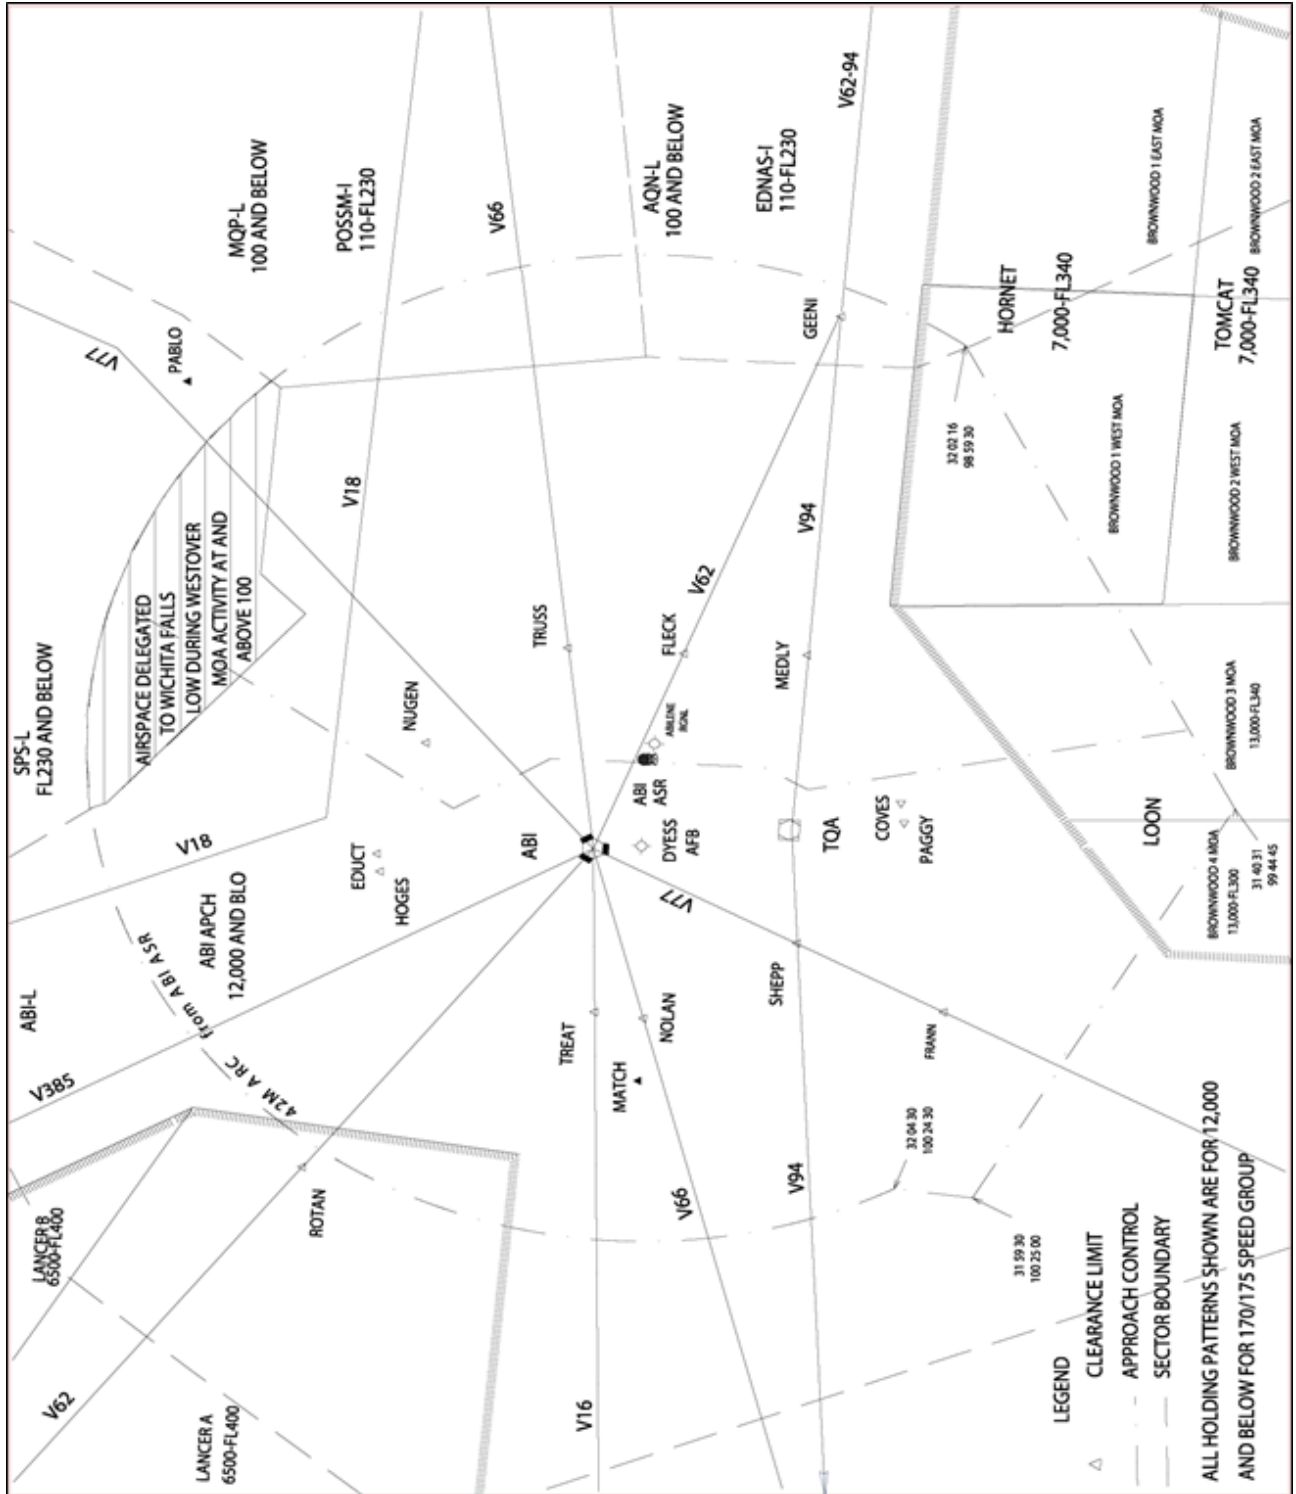 SPS-L
FL230 AND BELOW
V77
PABLO
MQP-L
100 AND BELOW
POSSM-I
110-FL230
V66
AQN-L
100 AND BELOW
EDNAS-I
110-FL230
V62-94
AIRSPACE DELEGATED
TO WICHITA FALLS
LOW DURING WESTOVER
MOA ACTIVITY AT AND
ABOVE 100
V18
V18
NUGEN
TRUSS
FLECK
V62
MEDLY
V94
GEENI
HORNET
7,000-FL340
TOMCAT
7,000-FL340
BROWNWOOD 1 EAST MOA
BROWNWOOD 2 EAST MOA
32 02 16
98 59 30
BROWNWOOD 1 WEST MOA
BROWNWOOD 2 WEST MOA
BROWNWOOD 3 MOA
13,000-FL340
LOON
BROWNWOOD 4 MOA
13,000-FL300
31 40 31
99 44 45
ABI-L
ABI APCH
12,000 AND BLO
EDUCT
HOGES
ABI
ABI
ASR
ABILENE
RGNL
DYESS
AFB
TQA
COVES
PAGGY
V77
V385
42M ARC from ABI ASR
LANCER B
6500-FL400
ROTAN
V62
LANCER A
6500-FL400
TREAT
NOLAN
MATCH
SHEPP
FRANN
V16
V66
V94
32 04 30
100 24 30
31 59 30
100 25 00
LEGEND
CLEARANCE LIMIT
APPROACH CONTROL
SECTOR BOUNDARY
ALL HOLDING PATTERNS SHOWN ARE FOR 12,000
AND BELOW FOR 170/175 SPEED GROUP